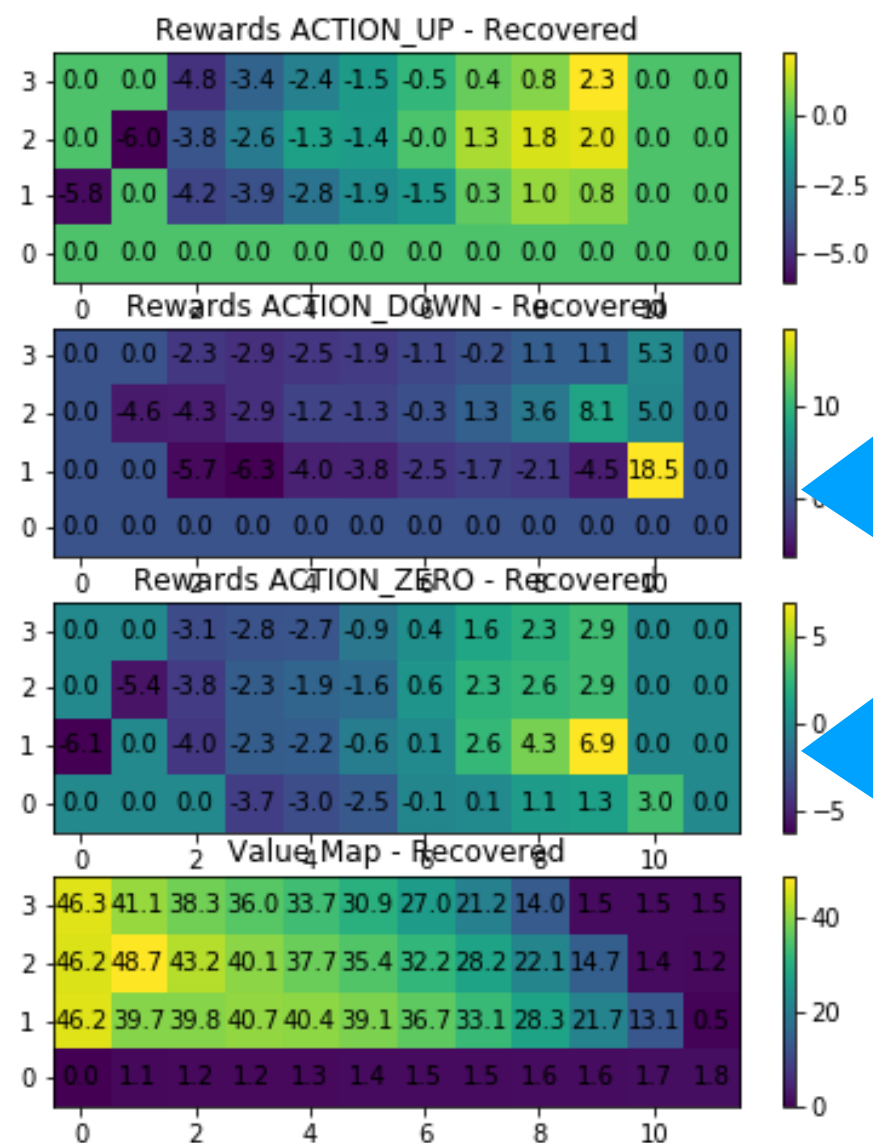 Rewards ACTION_UP - Recovered
3 0.0 0.0 -4.8 -3.4 -2.4 -1.5 -0.5 0.4 0.8 2.3 0.0 0.0
0.0
2 0.0 -6.0 -3.8 -2.6 -1.3 -1.4 -0.0 1.3 1.8 2.0 0.0 0.0
−2.5
1 -5.8 0.0 -4.2 -3.9 -2.8 -1.9 -1.5 0.3 1.0 0.8 0.0 0.0
0 0.0 0.0 0.0 0.0 0.0 0.0 0.0 0.0 0.0 0.0 0.0 0.0
−5.0
0 2 4 6 8 10
Rewards ACTION_DOWN - Recovered
3 0.0 0.0 -2.3 -2.9 -2.5 -1.9 -1.1 -0.2 1.1 1.1 5.3 0.0
2 0.0 -4.6 -4.3 -2.9 -1.2 -1.3 -0.3 1.3 3.6 8.1 5.0 0.0
10
1 0.0 0.0 -5.7 -6.3 -4.0 -3.8 -2.5 -1.7 -2.1 -4.5 18.5 0.0
0
0 0.0 0.0 0.0 0.0 0.0 0.0 0.0 0.0 0.0 0.0 0.0 0.0
0 2 4 6 8 10
Rewards ACTION_ZERO - Recovered
3 0.0 0.0 -3.1 -2.8 -2.7 -0.9 0.4 1.6 2.3 2.9 0.0 0.0
5
2 0.0 -5.4 -3.8 -2.3 -1.9 -1.6 0.6 2.3 2.6 2.9 0.0 0.0
0
1 -6.1 0.0 -4.0 -2.3 -2.2 -0.6 0.1 2.6 4.3 6.9 0.0 0.0
0 0.0 0.0 0.0 -3.7 -3.0 -2.5 -0.1 0.1 1.1 1.3 3.0 0.0
−5
0 2 4 6 8 10
Value Map - Recovered
3 46.3 41.1 38.3 36.0 33.7 30.9 27.0 21.2 14.0 1.5 1.5 1.5
40
2 46.2 48.7 43.2 40.1 37.7 35.4 32.2 28.2 22.1 14.7 1.4 1.2
1 46.2 39.7 39.8 40.7 40.4 39.1 36.7 33.1 28.3 21.7 13.1 0.5
20
0 0.0 1.1 1.2 1.2 1.3 1.4 1.5 1.5 1.6 1.6 1.7 1.8
0
0 2 4 6 8 10